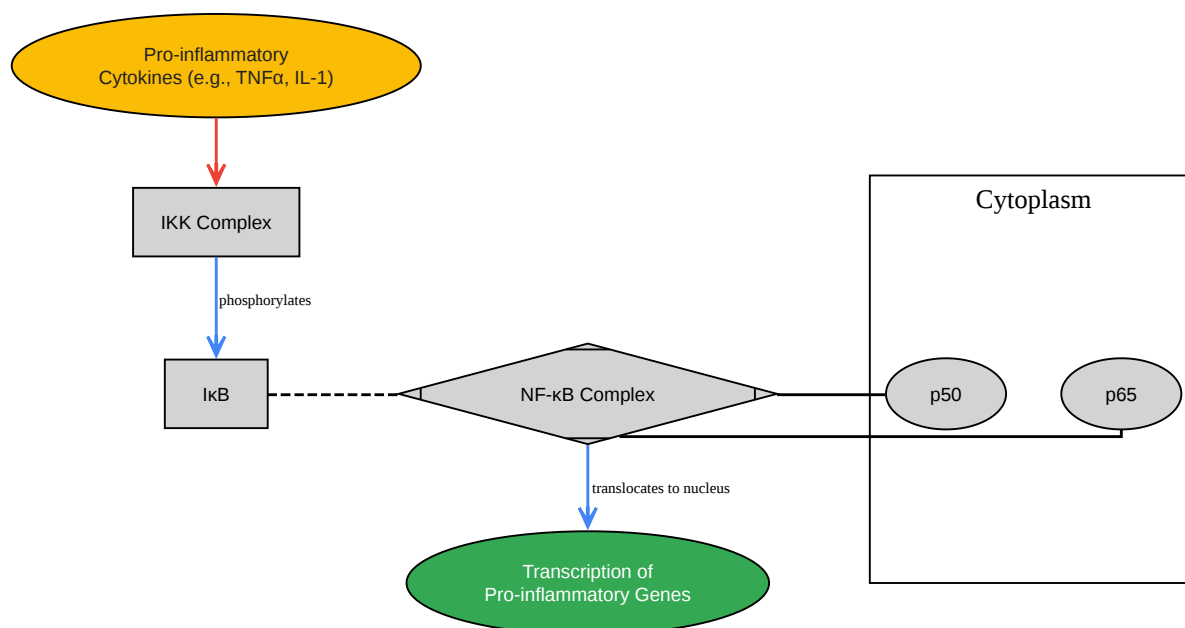 Pro-inflammatory
Cytokines (e.g., TNFα, IL-1)
IKK Complex
Cytoplasm
phosphorylates
IκB
NF-κB Complex
p50
p65
translocates to nucleus
Transcription of
Pro-inflammatory Genes